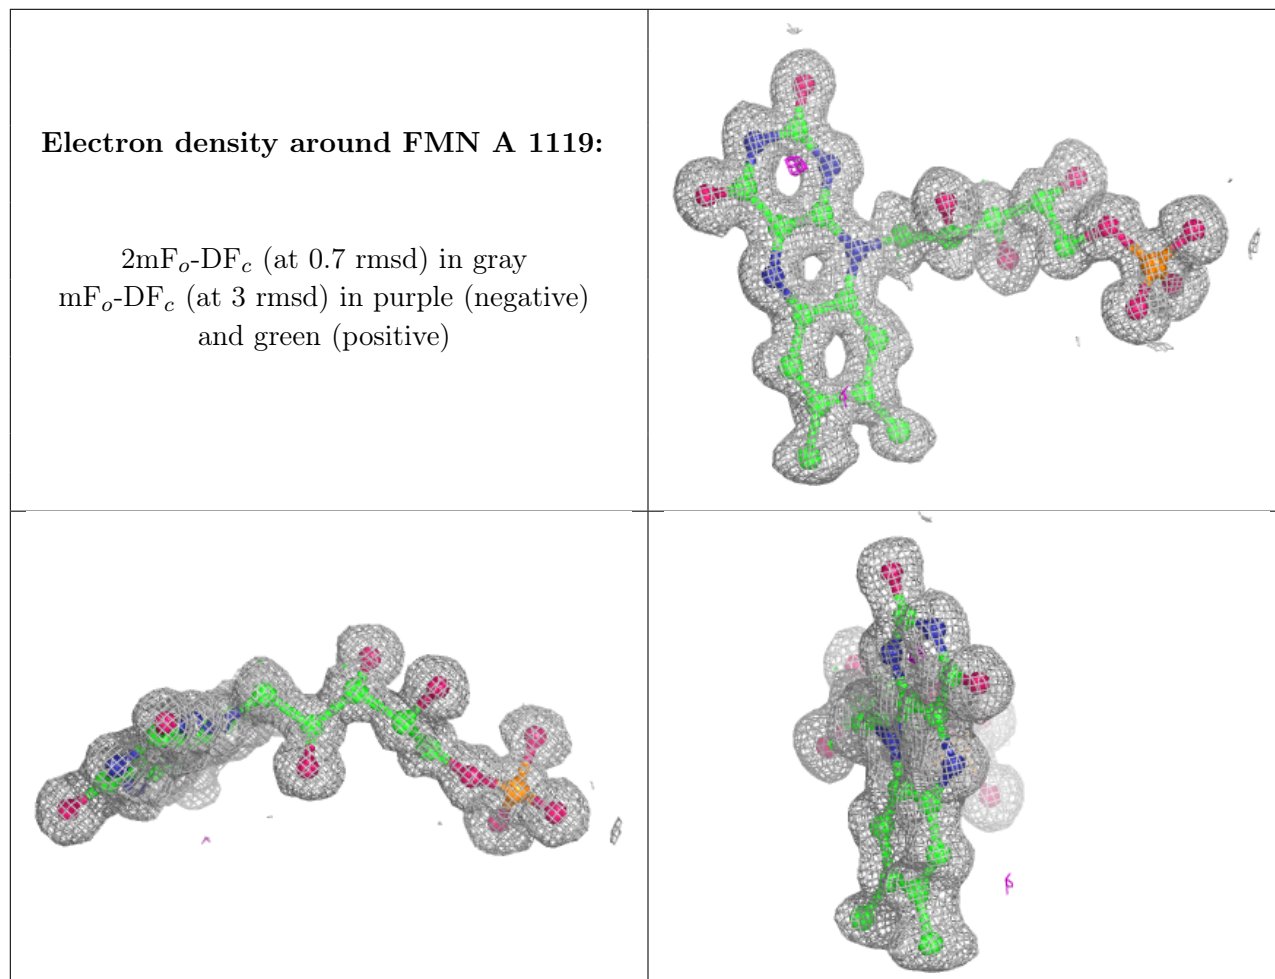 Electron density around FMN A 1119:
2mFo-DFc (at 0.7 rmsd) in gray
mFo-DFc (at 3 rmsd) in purple (negative)
and green (positive)